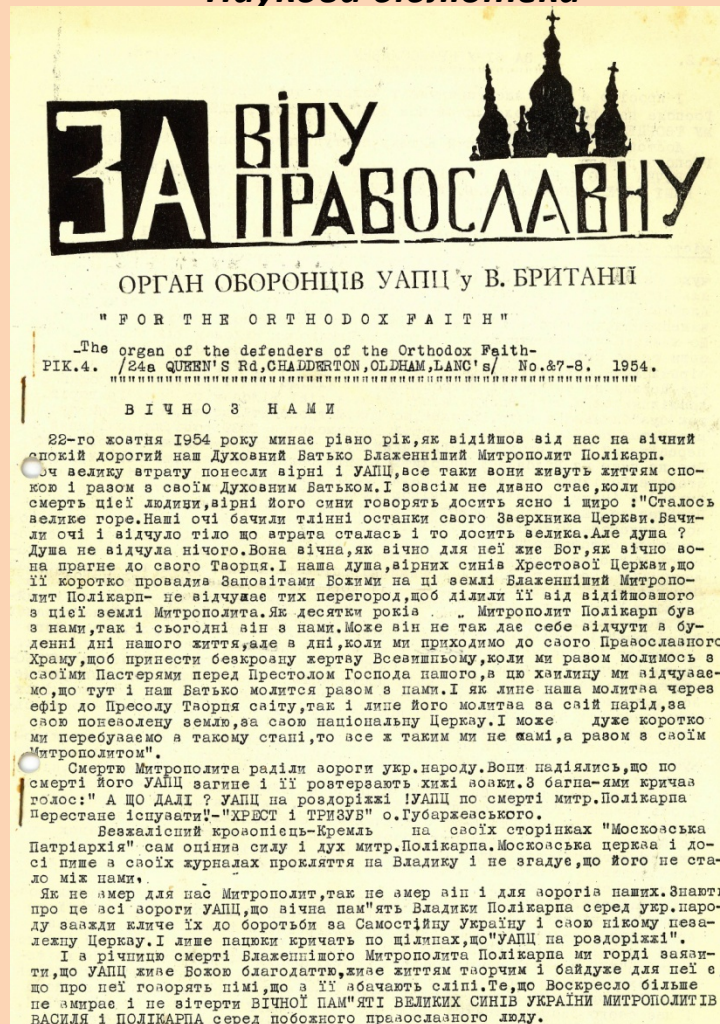 Наукова бібліотека
ЗА ВІРУ
ПРАВОСЛАВНУ
ОРГАН ОБОРОНЦІВ УАПЦ у В. БРИТАНІЇ
" FOR THE ORTHODOX FAITH"
-The organ of the defenders of the Orthodox Faith-
РІК.4. /24а QUEEN'S Rd,CHADDERTON,OLDHAM,LANC's/ No.&7-8. 1954.
ВІЧНО З НАМИ
22-го жовтня 1954 року минає рівно рік,як відійшов від нас на вічний
спокій дорогий наш Духовний Батько Блаженніший Митрополит Полікарп.
Хоч велику втрату понесли вірні і УАПЦ,все таки вони живуть життям спо-
кою і разом з своїм Духовним Батьком.І зовсім не дивно стає,коли про
смерть цієї людини,вірні його сини говорять досить ясно і щиро :"Сталось
велике горе.Наші очі бачили тлінні останки свого Зверхника Церкви.Бачи-
ли очі і відчуло тіло що втрата сталась і то досить велика.Але душа ?
Душа не відчула нічого.Вона вічна,як вічно для неї жиє Бог,як вічно во-
на прагне до свого Творця.І наша душа,вірних синів Хрестової Церкви,що
її коротко провадив Заповітами Божими на ці землі Блаженніший Митропо-
лит Полікарп- не відчуває тих перегород,щоб ділили її від відійшовшого
з цієї землі Митрополита.Як десятки років . „ Митрополит Полікарп був
з нами,так і сьогодні він з нами.Може він не так дає себе відчути в бу-
денні дні нашого життя,але в дні,коли ми приходимо до свого Православного
Храму,щоб принести безкровну жертву Всевишньому,коли ми разом молимось з
своїми Пастерями перед Престолом Господа нашого,в цю хвилину ми відчуває-
мо,що тут і наш Батько молится разом з нами.І як лине наша молитва через
ефір до Пресолу Творця світу,так і лине його молитва за свій нарід,за
свою поневолену землю,за свою національну Церкву.І може дуже коротко
ми перебуваємо в такому стані,то все ж таким ми не самі,а разом з своїм
Митрополитом".
Смертю Митрополита раділи вороги укр.народу.Вони надіялись,що по
смерті його УАПЦ загине і її розтерзають хижі вовки.З багна-ями кричав
голос:" А ЩО ДАЛІ ? УАПЦ на роздоріжжі !УАПЦ по смерті митр.Полікарпа
перестане існувати"-"ХРЕСТ і ТРИЗУБ" о.Губаржевського.
Безжалісний кровопієць-Кремль на своїх сторінках "Московська
Патріархія" сам оцінив силу і дух митр.Полікарпа.Московська церква і до-
сі пише в своїх журналах прокляття на Владику і не згадує,що його не ста-
ло між нами.
Як не вмер для нас Митрополит,так не вмер він і для ворогів наших.Знають
про це всі вороги УАПЦ,що вічна пам"ять Владики Полікарпа серед укр.наро-
ду завжди кличе їх до боротьби за Самостійну Україну і свою нікому неза-
лежну Церкву.І лише пацюки кричать по щілинах,що"УАПЦ на роздоріжжі".
І в річницю смерті Блаженнішого Митрополита Полікарпа ми горді заяви-
ти,що УАПЦ живе Божою благодаттю,живе життям творчим і байдуже для неї є
що про неї говорять німі,що в її вбачають сліпі.Те,що Воскресло більше
не вмирає і не зітерти ВІЧНОЇ ПАМ"ЯТІ ВЕЛИКИХ СИНІВ УКРАЇНИ МИТРОПОЛИТІВ
ВАСИЛЯ і ПОЛІКАРПА серед побожного православного люду.